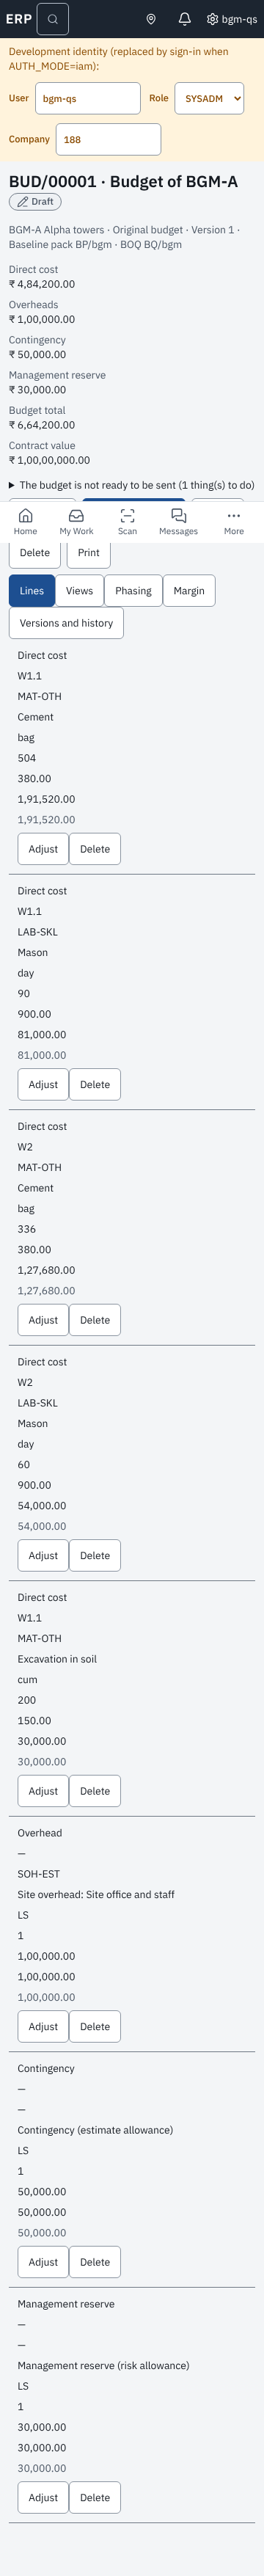 ERP
bgm-qs
Development identity (replaced by sign-in when
AUTH_MODE=iam):
User bgm-qs Role SYSADM
Company 188
BUD/00001 · Budget of BGM-A
Draft
BGM-A Alpha towers · Original budget · Version 1 ·
Baseline pack BP/bgm · BOQ BQ/bgm
Direct cost
₹ 4,84,200.00
Overheads
₹ 1,00,000.00
Contingency
₹ 50,000.00
Management reserve
₹ 30,000.00
Budget total
₹ 6,64,200.00
Contract value
₹ 1,00,00,000.00
The budget is not ready to be sent (1 thing(s) to do)
Home My Work Scan Messages More
Delete Print
Lines Views Phasing Margin
Versions and history
Direct cost
W1.1
MAT-OTH
Cement
bag
504
380.00
1,91,520.00
1,91,520.00
Adjust Delete
Direct cost
W1.1
LAB-SKL
Mason
day
90
900.00
81,000.00
81,000.00
Adjust Delete
Direct cost
W2
MAT-OTH
Cement
bag
336
380.00
1,27,680.00
1,27,680.00
Adjust Delete
Direct cost
W2
LAB-SKL
Mason
day
60
900.00
54,000.00
54,000.00
Adjust Delete
Direct cost
W1.1
MAT-OTH
Excavation in soil
cum
200
150.00
30,000.00
30,000.00
Adjust Delete
Overhead
—
SOH-EST
Site overhead: Site office and staff
LS
1
1,00,000.00
1,00,000.00
1,00,000.00
Adjust Delete
Contingency
—
—
Contingency (estimate allowance)
LS
1
50,000.00
50,000.00
50,000.00
Adjust Delete
Management reserve
—
—
Management reserve (risk allowance)
LS
1
30,000.00
30,000.00
30,000.00
Adjust Delete